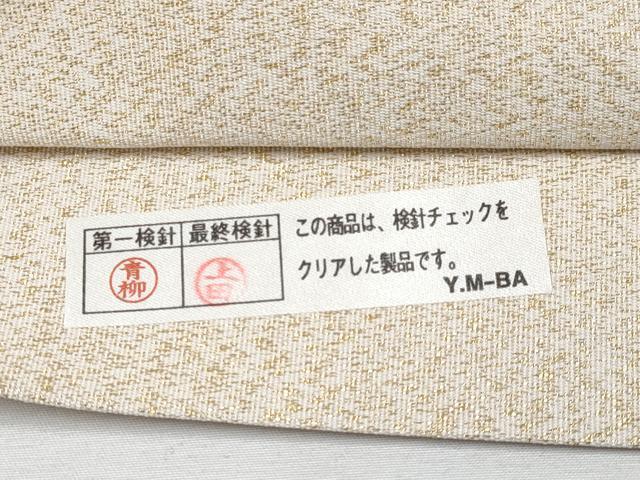 第一検針 最終検針
青柳
この商品は、検針チェックを
クリアした製品です。
Y.M-BA